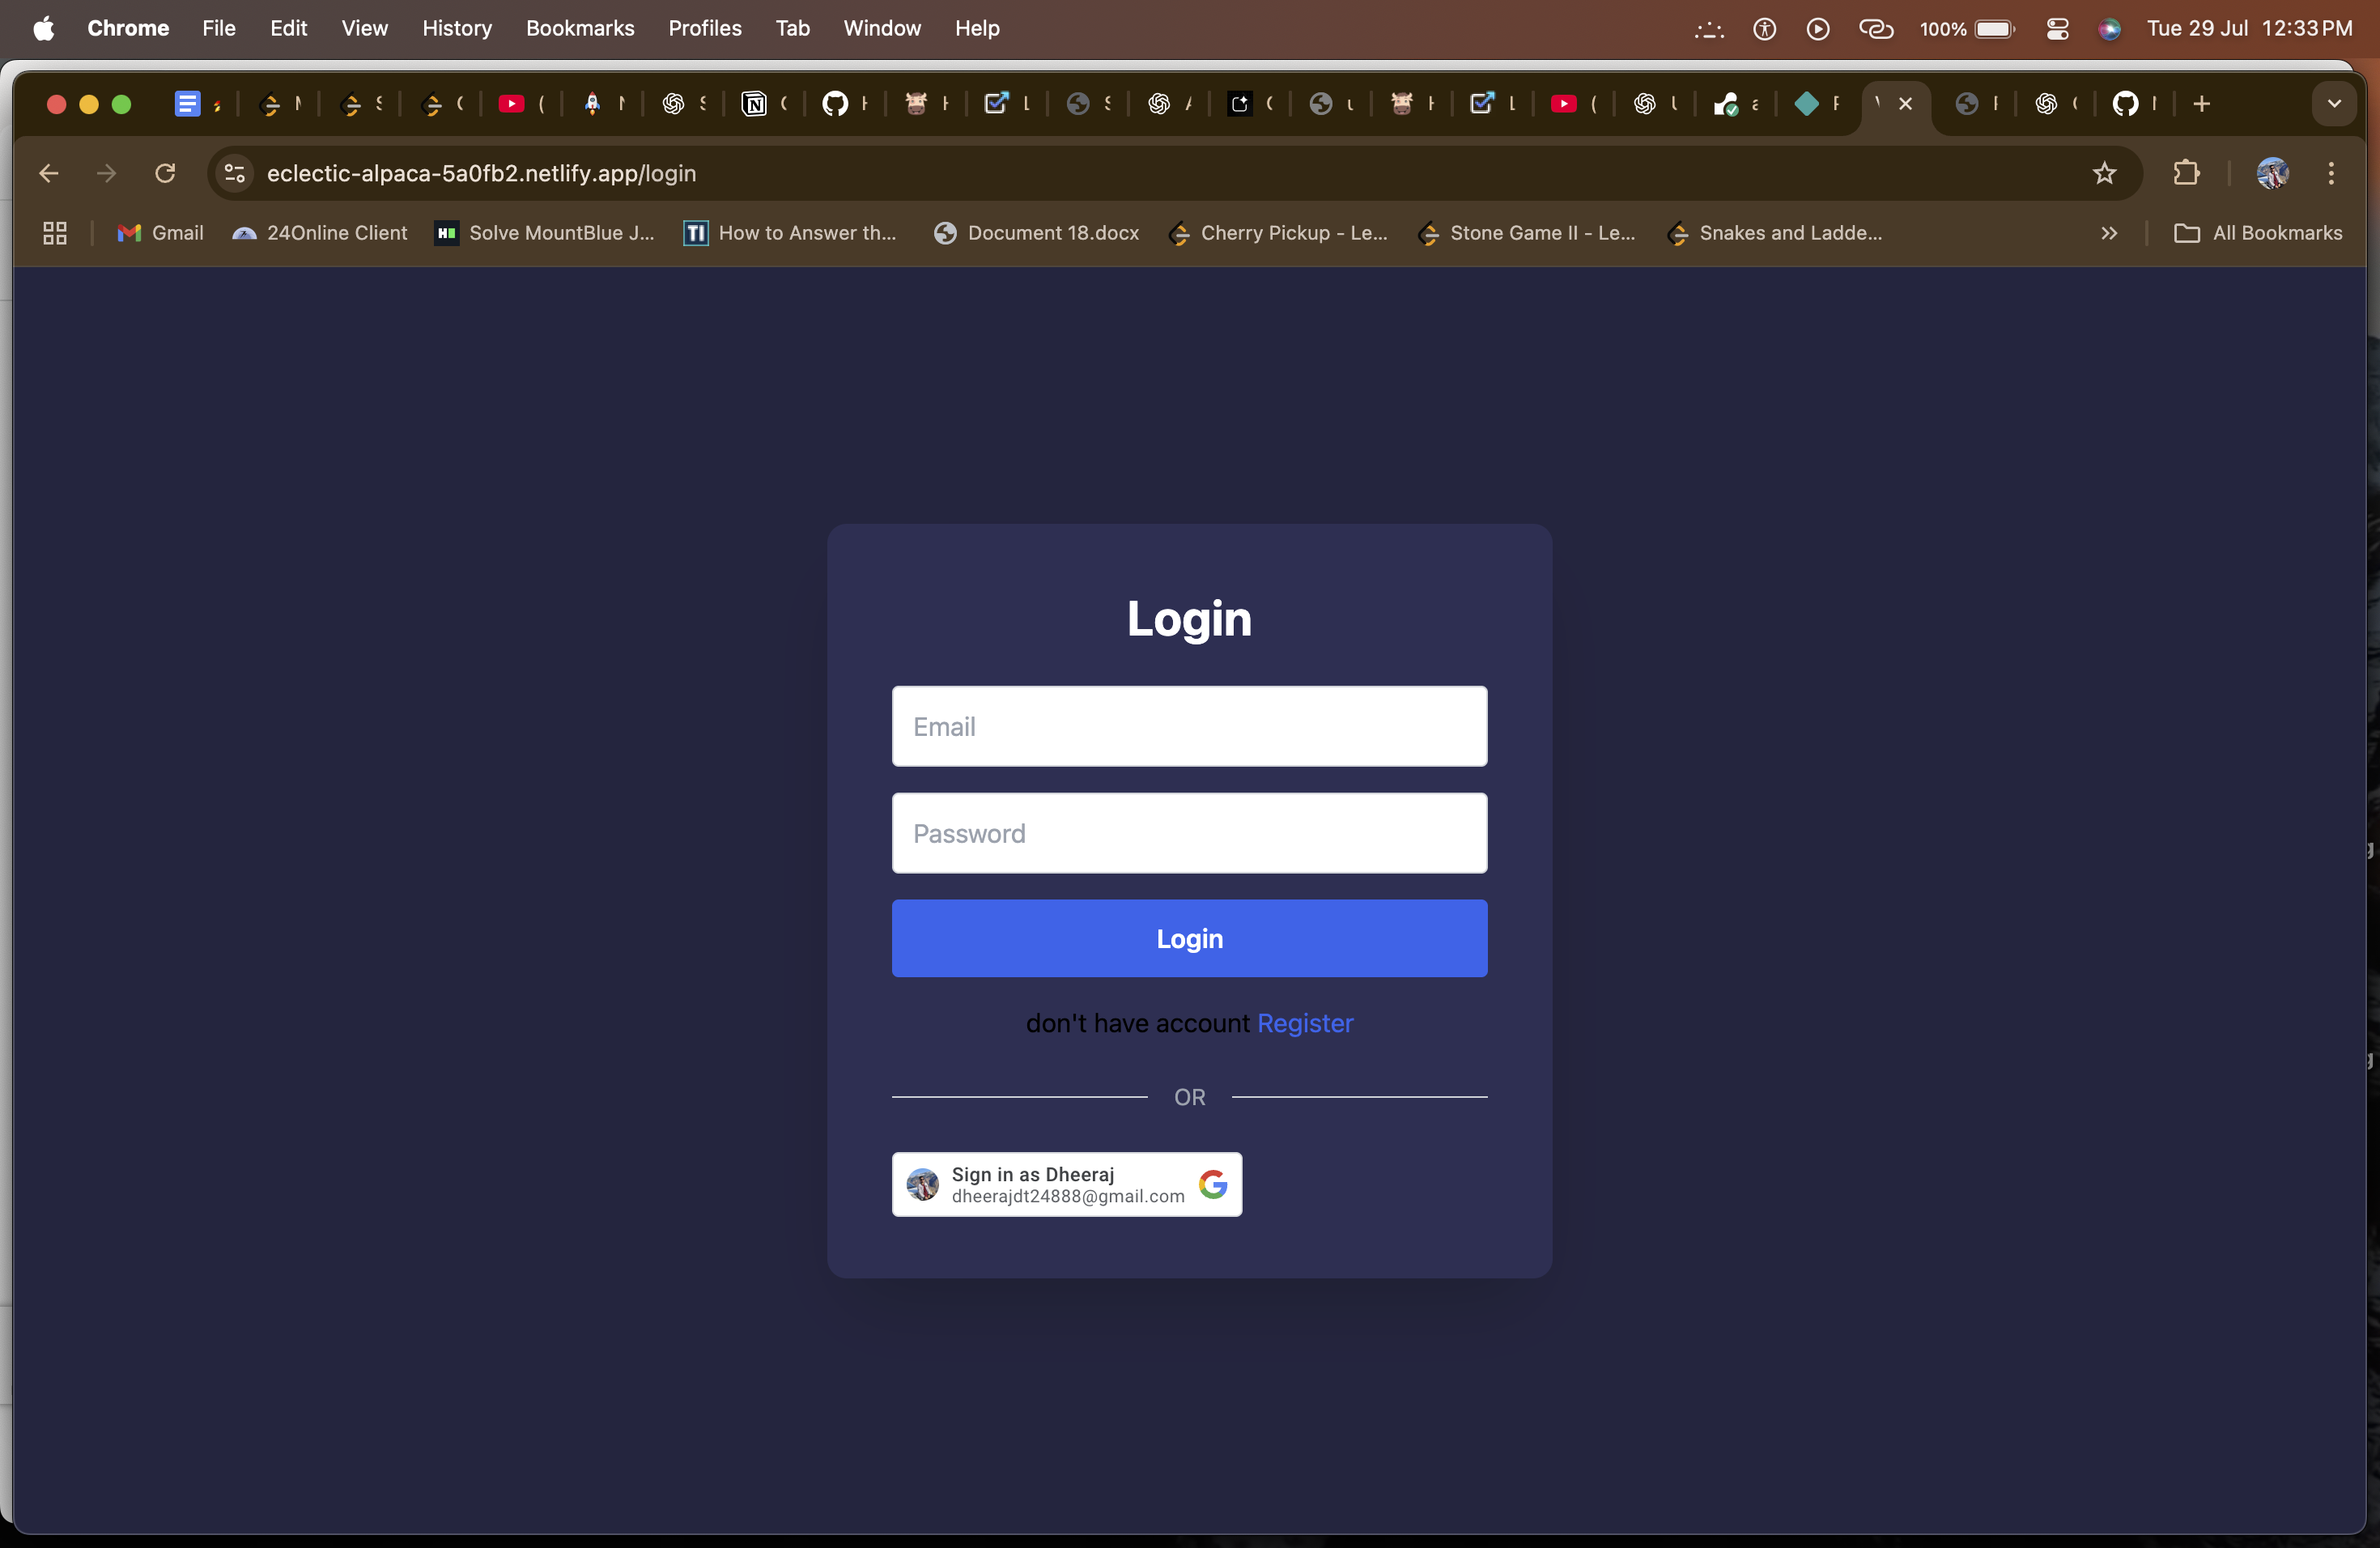 Chrome File Edit View History Bookmarks Profiles Tab Window Help 100% Tue 29 Jul 12:33 PM
eclectic-alpaca-5a0fb2.netlify.app/login
Gmail 24Online Client Solve MountBlue J... How to Answer th... Document 18.docx Cherry Pickup - Le... Stone Game II - Le... Snakes and Ladde... All Bookmarks
Login
Email
Password
Login
don't have account Register
OR
Sign in as Dheeraj
dheerajdt24888@gmail.com